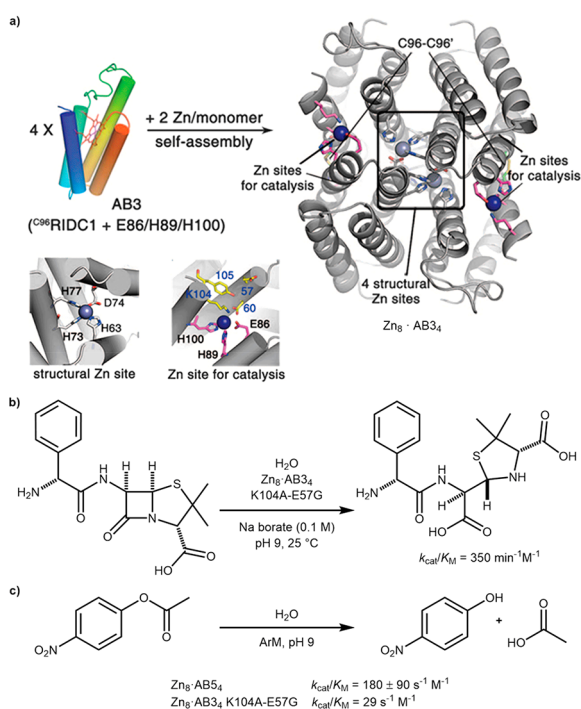 a)
C96-C96'
4 X
+ 2 Zn/monomer
self-assembly
AB3
(C96RIDC1 + E86/H89/H100)
Zn sites
for catalysis
Zn sites
for catalysis
4 structural
Zn sites
Zn8 · AB34
H77
D74
H73
H63
structural Zn site
105
K104
57
60
H100
E86
H89
Zn site for catalysis
b)
H2N
O
H
N
H
H
S
O
N
O
HO
H2O
Zn8·AB34
K104A-E57G
Na borate (0.1 M)
pH 9, 25 °C
H2N
O
H
N
H
H
S
NH
O
OH
O
OH
kcat/KM = 350 min-1M-1
c)
O2N
O
O
H2O
ArM, pH 9
O2N
OH
+
HO
O
Zn8·AB54 kcat/KM = 180 ± 90 s-1 M-1
Zn8·AB34 K104A-E57G kcat/KM = 29 s-1 M-1